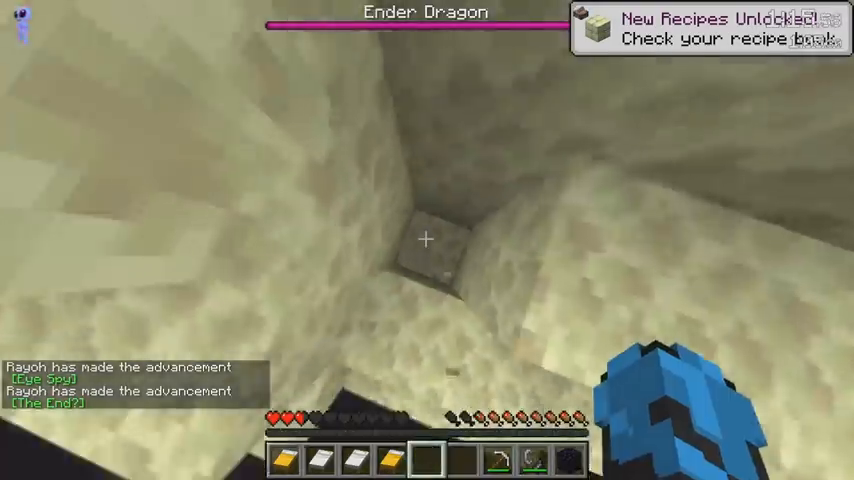 Ender Dragon
New Recipes Unlocked!
Check your recipe book
Rayoh has made the advancement
[Eye Spy]
Rayoh has made the advancement
[The End?]